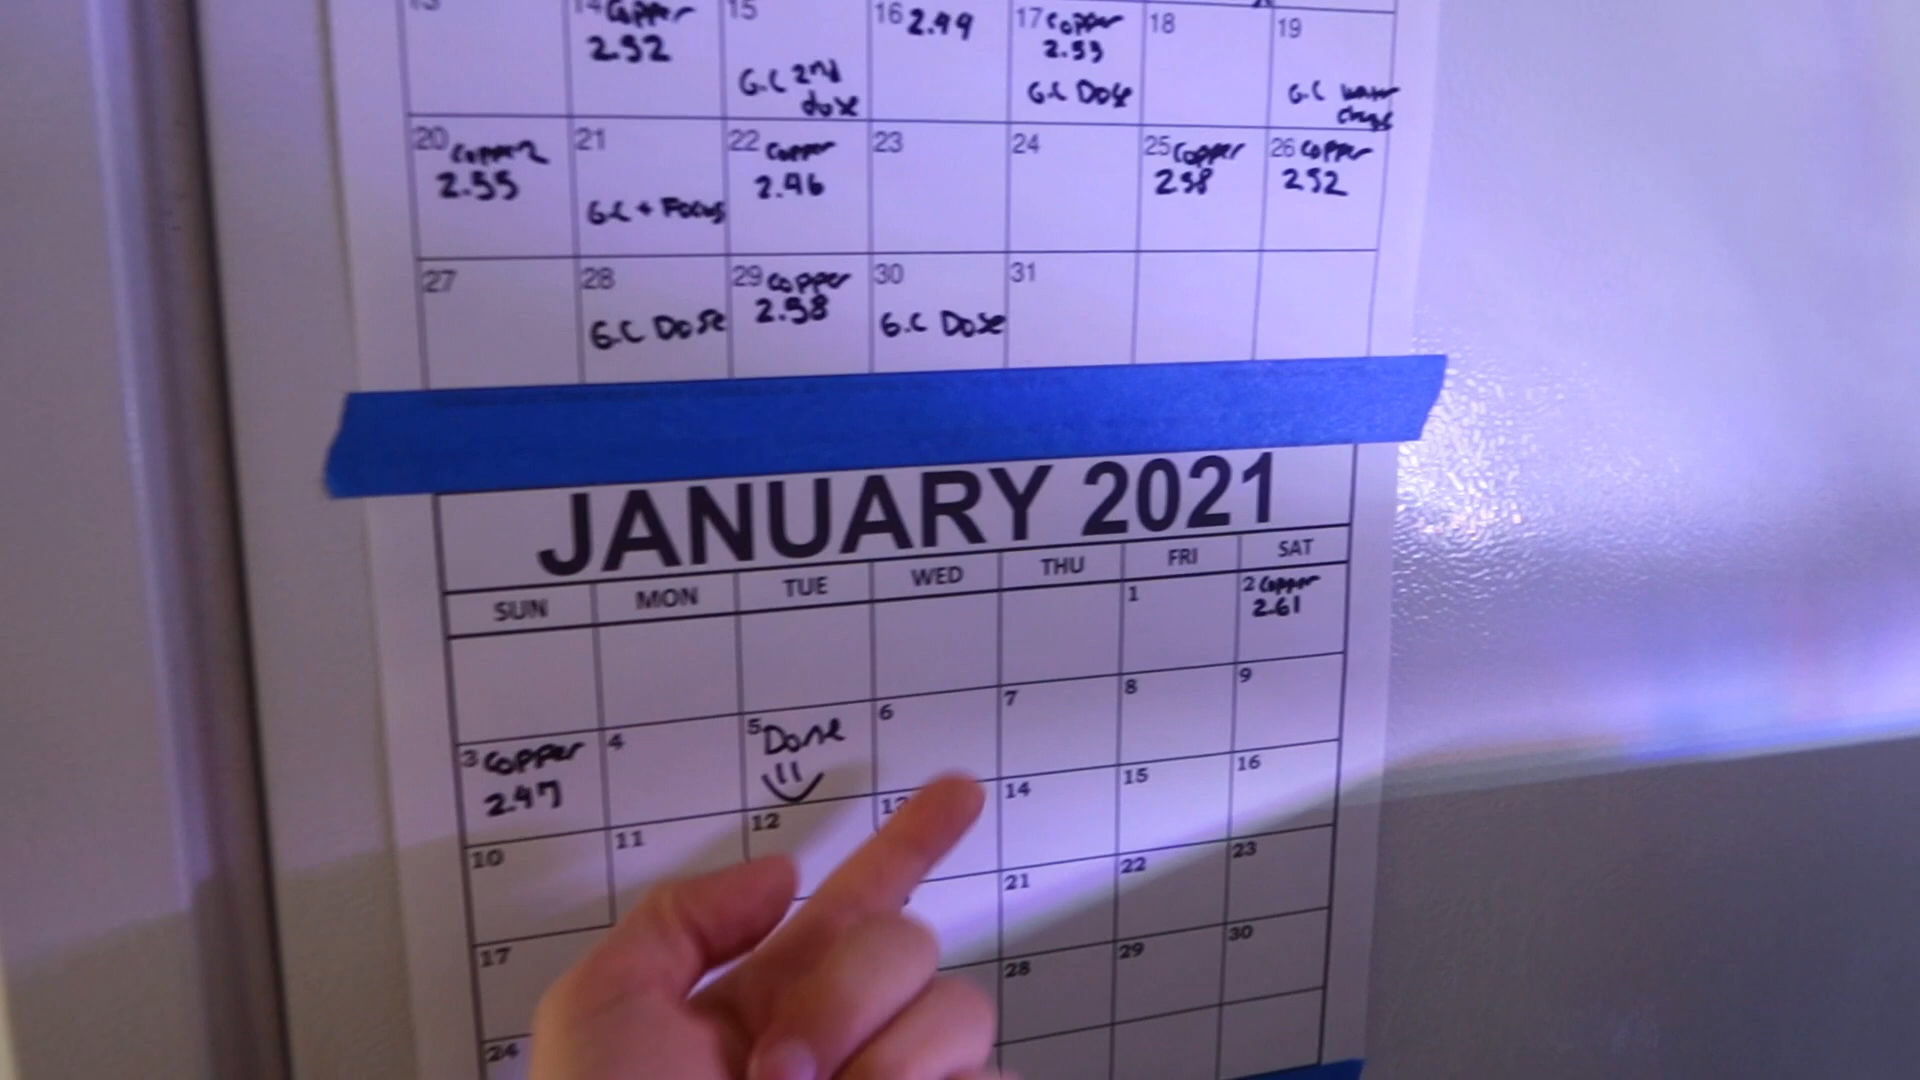 13 14 Copper 15 16 2.49 17 Copper 18 19
2.52 2.53
G.C 2nd G.C Dose G.C water
dose change
20 Copper 21 22 Copper 23 24 25 Copper 26 Copper
2.55 2.46 2.58 2.52
G.C + Focus
27 28 29 Copper 30 31
G.C Dose 2.58 G.C Dose
JANUARY 2021
SUN MON TUE WED THU FRI SAT
1 2 Copper
2.61
3 Copper 4 5 Done 6 7 8 9
2.47
10 11 12 13 14 15 16
17 21 22 23
24 28 29 30